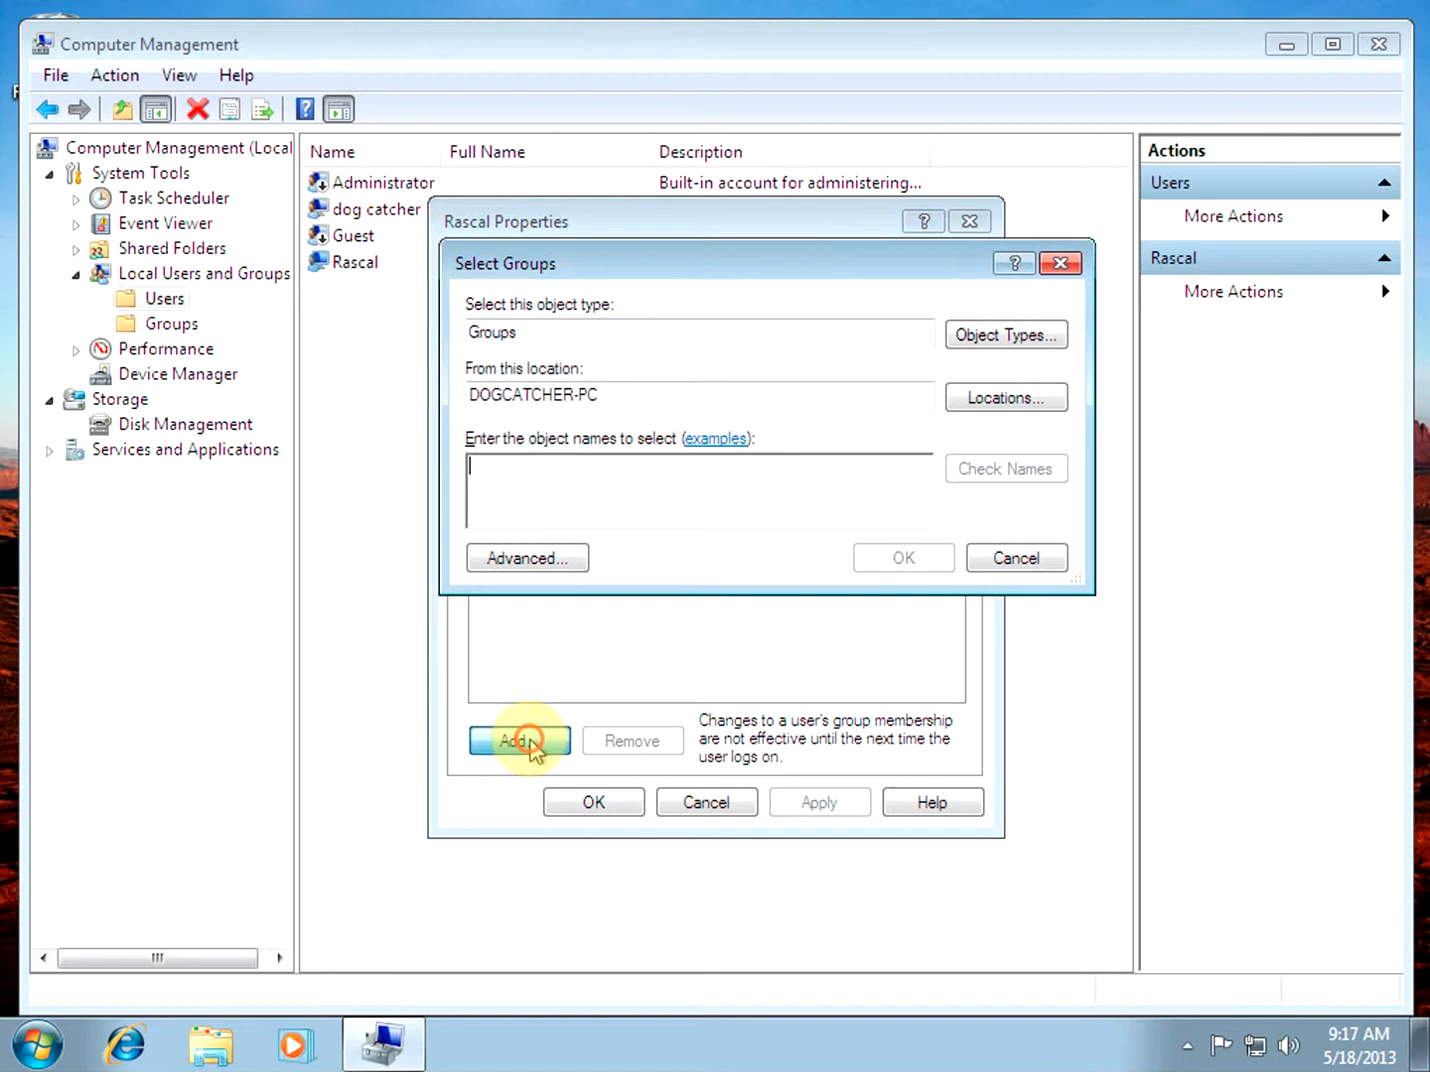 Computer Management
File Action View Help
Computer Management (Local
System Tools
Task Scheduler
Event Viewer
Shared Folders
Local Users and Groups
Users
Groups
Performance
Device Manager
Storage
Disk Management
Services and Applications
Name Full Name Description
Administrator Built-in account for administering...
dog catcher
Guest
Rascal
Actions
Users
More Actions
Rascal
More Actions
Rascal Properties
Select Groups
Select this object type:
Groups
Object Types...
From this location:
DOGCATCHER-PC
Locations...
Enter the object names to select (examples):
Check Names
Advanced...
OK
Cancel
Add...
Remove
Changes to a user's group membership
are not effective until the next time the
user logs on.
OK
Cancel
Apply
Help
9:17 AM
5/18/2013